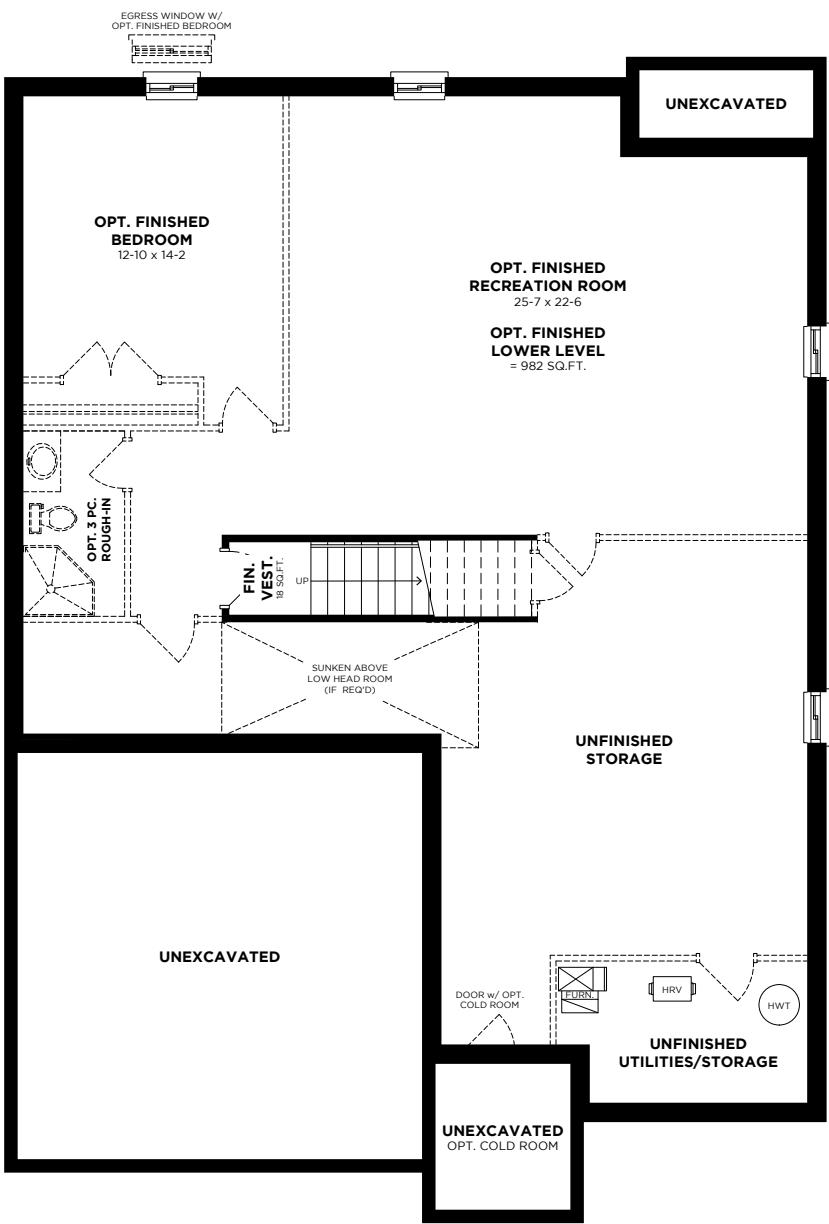 EGRESS WINDOW W/
OPT. FINISHED BEDROOM
UNEXCAVATED
OPT. FINISHED
BEDROOM
12-10 x 14-2
OPT. FINISHED
RECREATION ROOM
25-7 x 22-6
OPT. FINISHED
LOWER LEVEL
= 982 SQ.FT.
OPT. 3 PC.
ROUGH-IN
FIN.
VEST.
18 SQ.FT.
UP
SUNKEN ABOVE
LOW HEAD ROOM
(IF REQ'D)
UNFINISHED
STORAGE
UNEXCAVATED
DOOR w/ OPT.
COLD ROOM
FURN.
HRV
HWT
UNFINISHED
UTILITIES/STORAGE
UNEXCAVATED
OPT. COLD ROOM